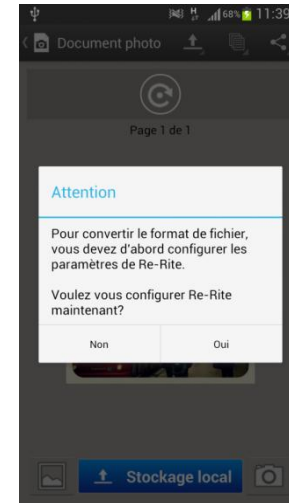 68% 11:39
Document photo
Page 1 de 1
Attention
Pour convertir le format de fichier,
vous devez d'abord configurer les
paramètres de Re-Rite.
Voulez vous configurer Re-Rite
maintenant?
Non Oui
Stockage local